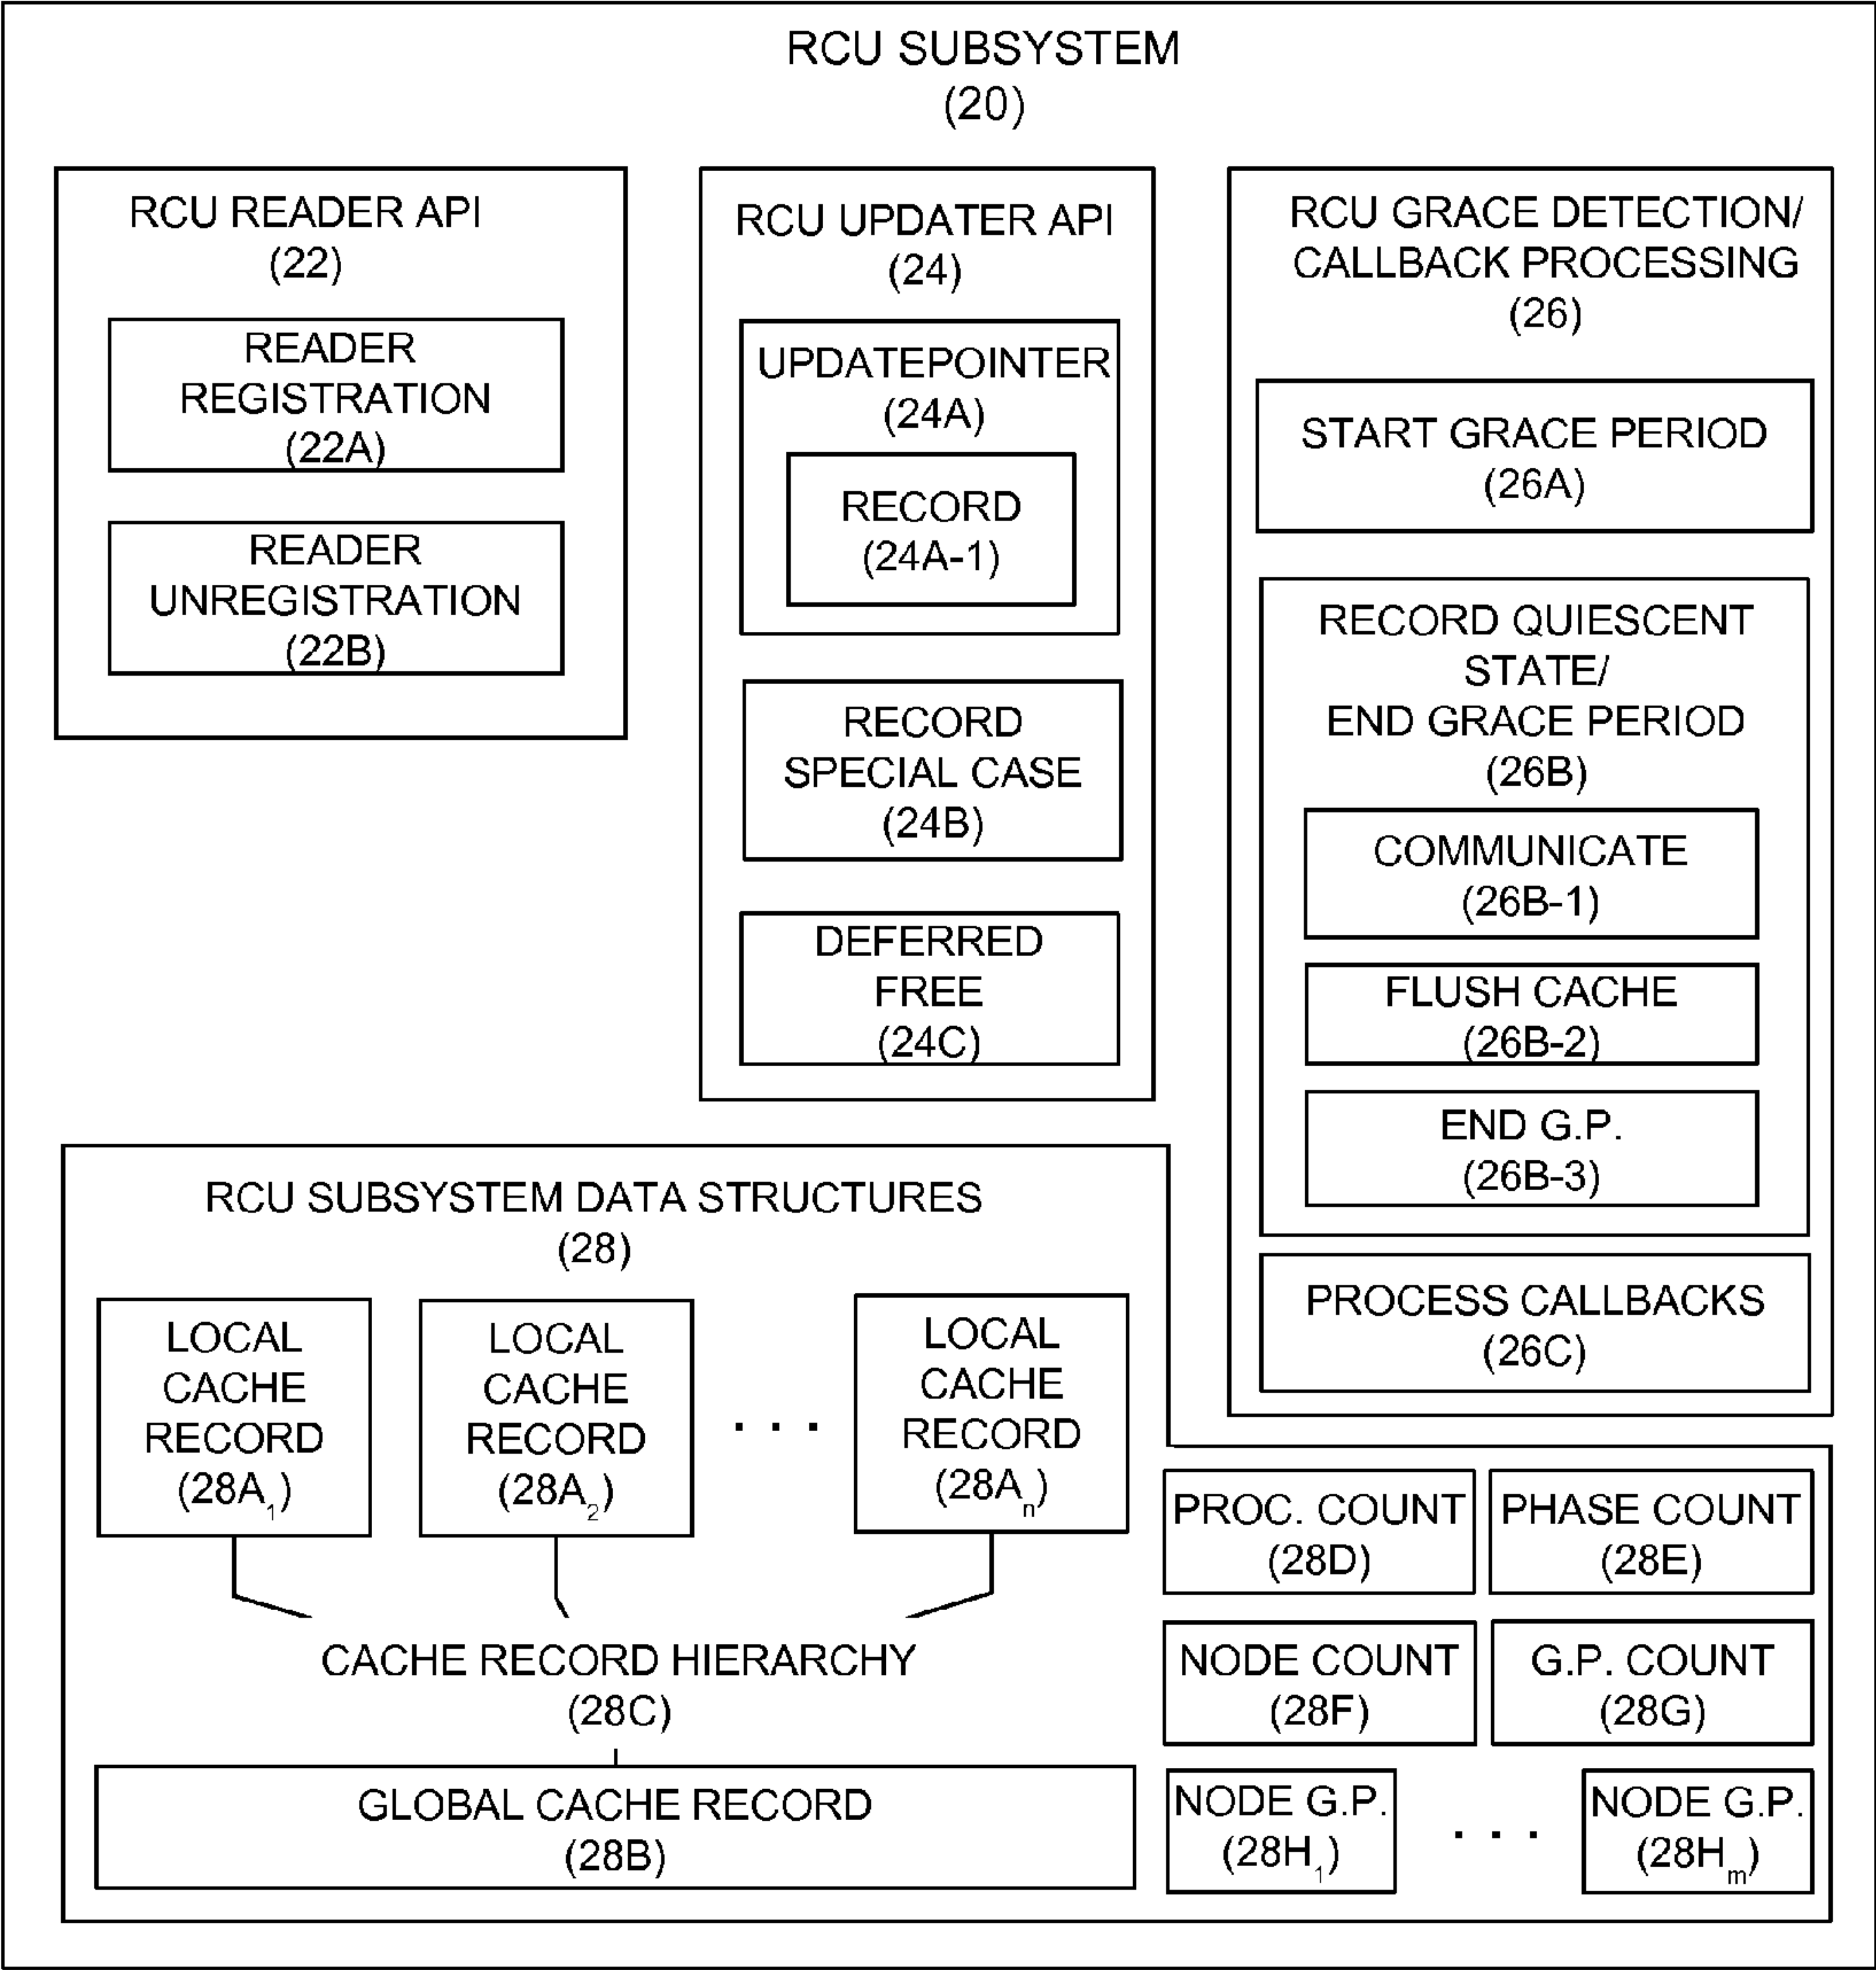 RCU SUBSYSTEM
(20)
RCU READER API
(22)
READER
REGISTRATION
(22A)
READER
UNREGISTRATION
(22B)
RCU UPDATER API
(24)
UPDATEPOINTER
(24A)
RECORD
(24A-1)
RECORD
SPECIAL CASE
(24B)
DEFERRED
FREE
(24C)
RCU GRACE DETECTION/
CALLBACK PROCESSING
(26)
START GRACE PERIOD
(26A)
RECORD QUIESCENT
STATE/
END GRACE PERIOD
(26B)
COMMUNICATE
(26B-1)
FLUSH CACHE
(26B-2)
END G.P.
(26B-3)
PROCESS CALLBACKS
(26C)
RCU SUBSYSTEM DATA STRUCTURES
(28)
LOCAL
CACHE
RECORD
(28A₁)
LOCAL
CACHE
RECORD
(28A₂)
. . .
LOCAL
CACHE
RECORD
(28Aₙ)
CACHE RECORD HIERARCHY
(28C)
GLOBAL CACHE RECORD
(28B)
PROC. COUNT
(28D)
PHASE COUNT
(28E)
NODE COUNT
(28F)
G.P. COUNT
(28G)
NODE G.P.
(28H₁)
. . .
NODE G.P.
(28Hₘ)